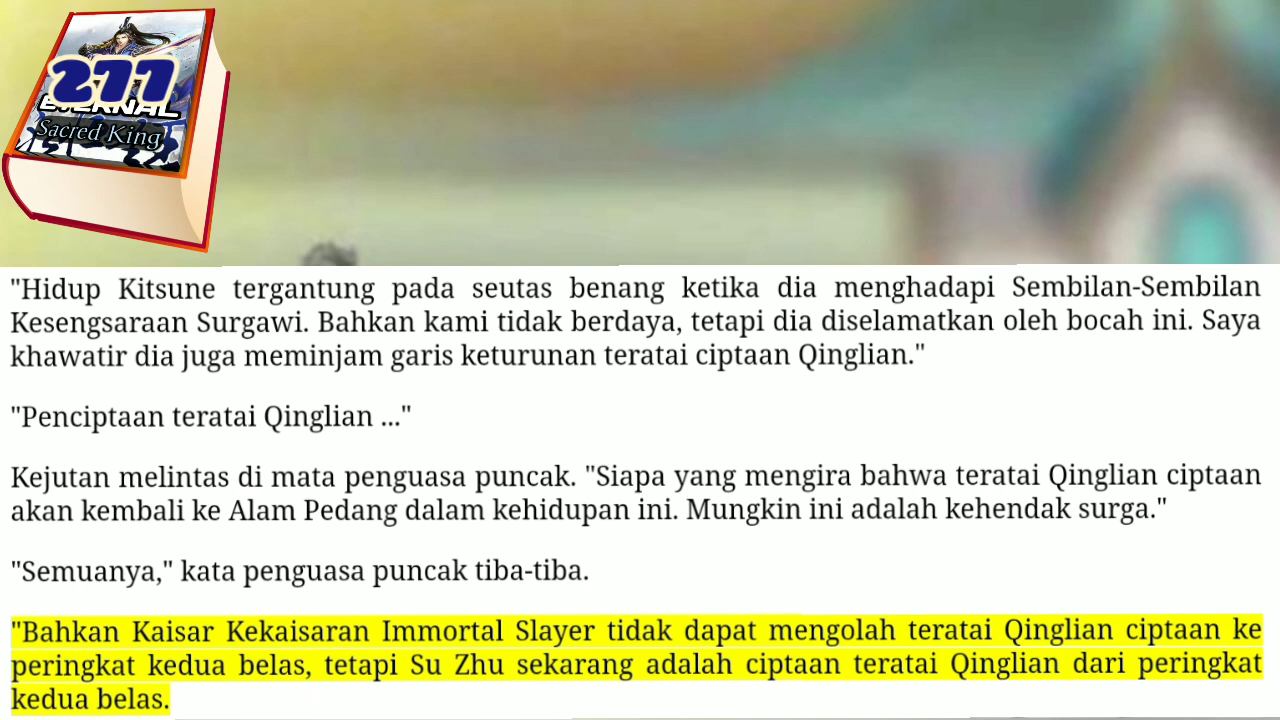 277
ETERNAL
Sacred King
"Hidup Kitsune tergantung pada seutas benang ketika dia menghadapi Sembilan-Sembilan
Kesengsaraan Surgawi. Bahkan kami tidak berdaya, tetapi dia diselamatkan oleh bocah ini. Saya
khawatir dia juga meminjam garis keturunan teratai ciptaan Qinglian."
"Penciptaan teratai Qinglian ..."
Kejutan melintas di mata penguasa puncak. "Siapa yang mengira bahwa teratai Qinglian ciptaan
akan kembali ke Alam Pedang dalam kehidupan ini. Mungkin ini adalah kehendak surga."
"Semuanya," kata penguasa puncak tiba-tiba.
"Bahkan Kaisar Kekaisaran Immortal Slayer tidak dapat mengolah teratai Qinglian ciptaan ke
peringkat kedua belas, tetapi Su Zhu sekarang adalah ciptaan teratai Qinglian dari peringkat
kedua belas.